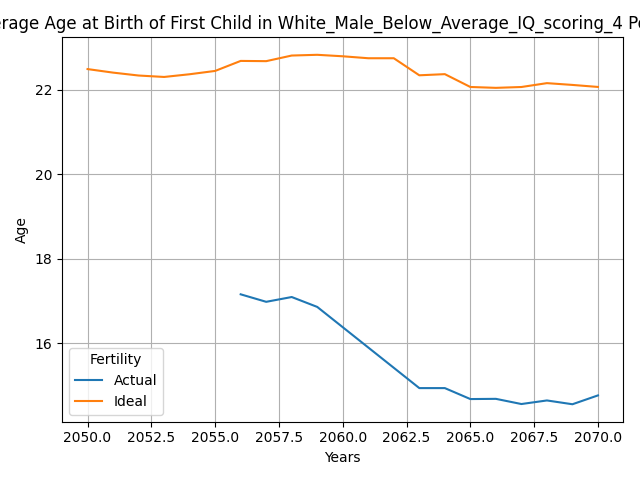 erage Age at Birth of First Child in White_Male_Below_Average_IQ_scoring_4 Po
Age
22
20
18
16
Fertility
Actual
Ideal
2050.0 2052.5 2055.0 2057.5 2060.0 2062.5 2065.0 2067.5 2070.0
Years